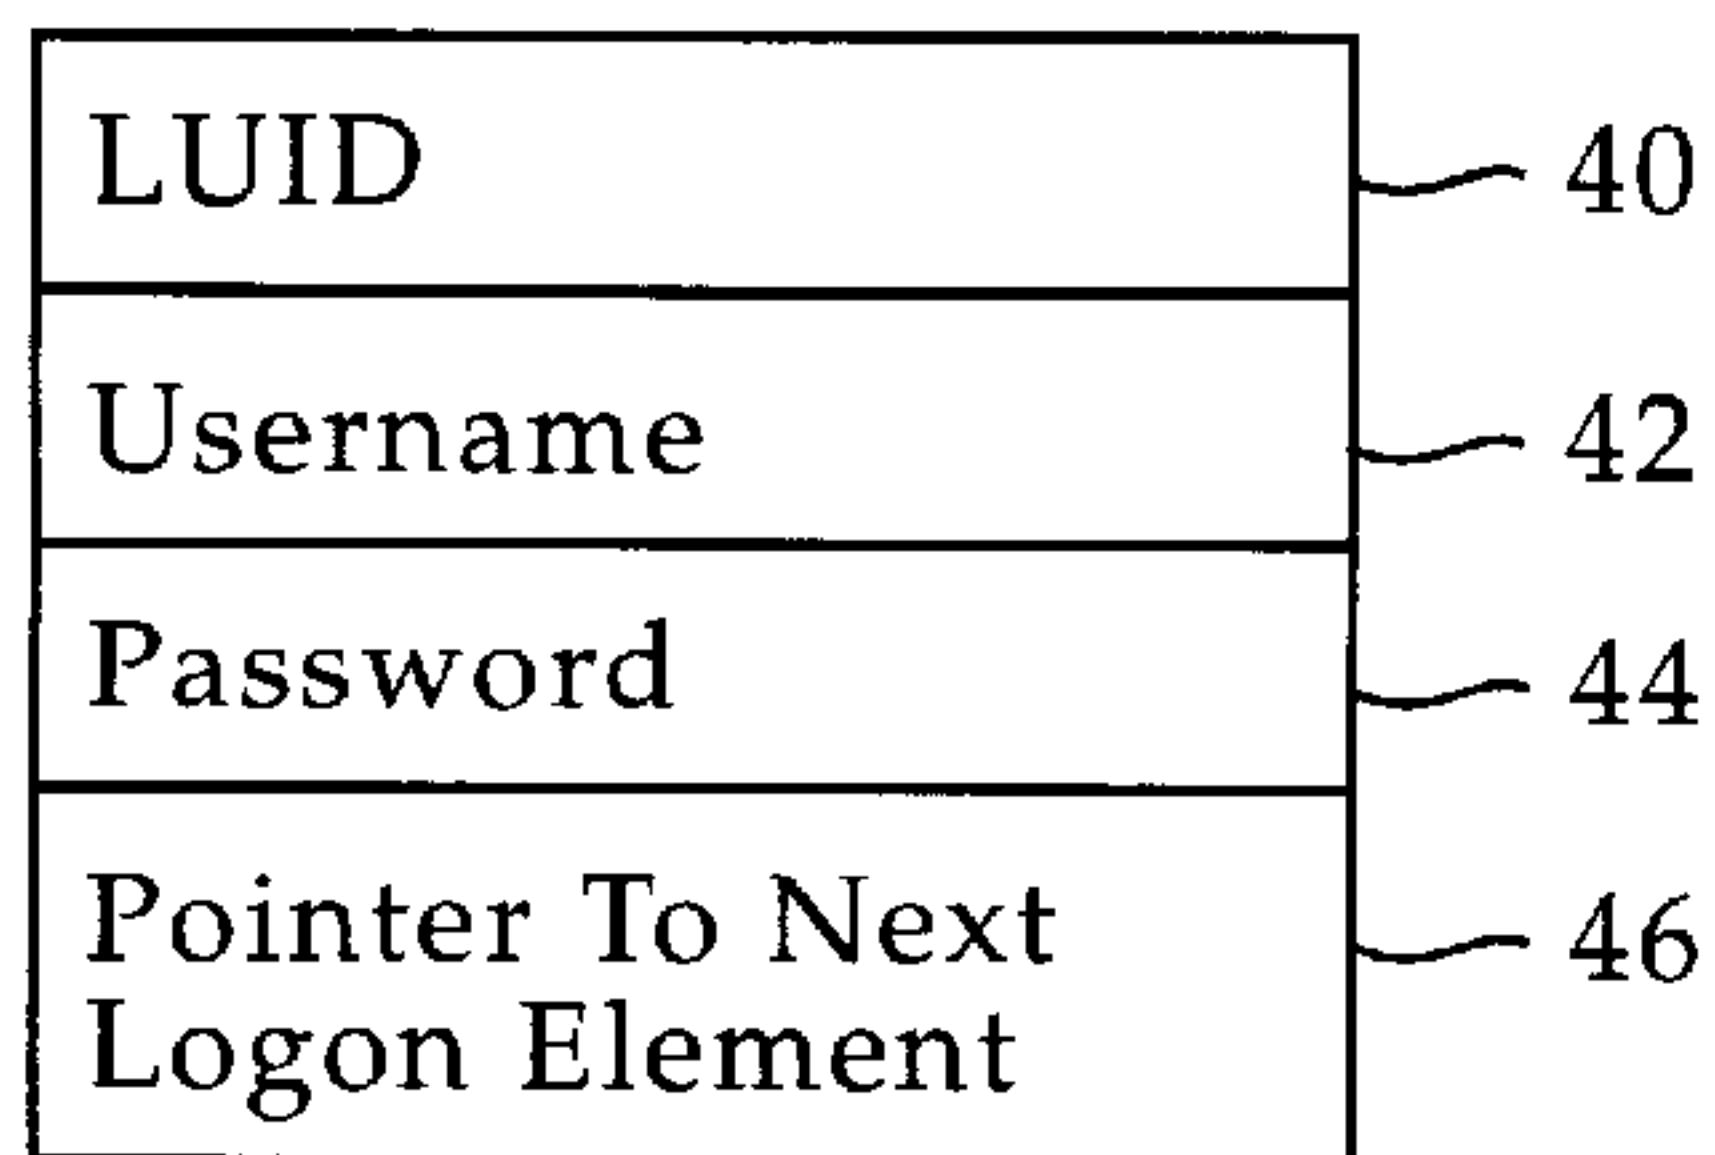 LUID 40
Username 42
Password 44
Pointer To Next 46
Logon Element